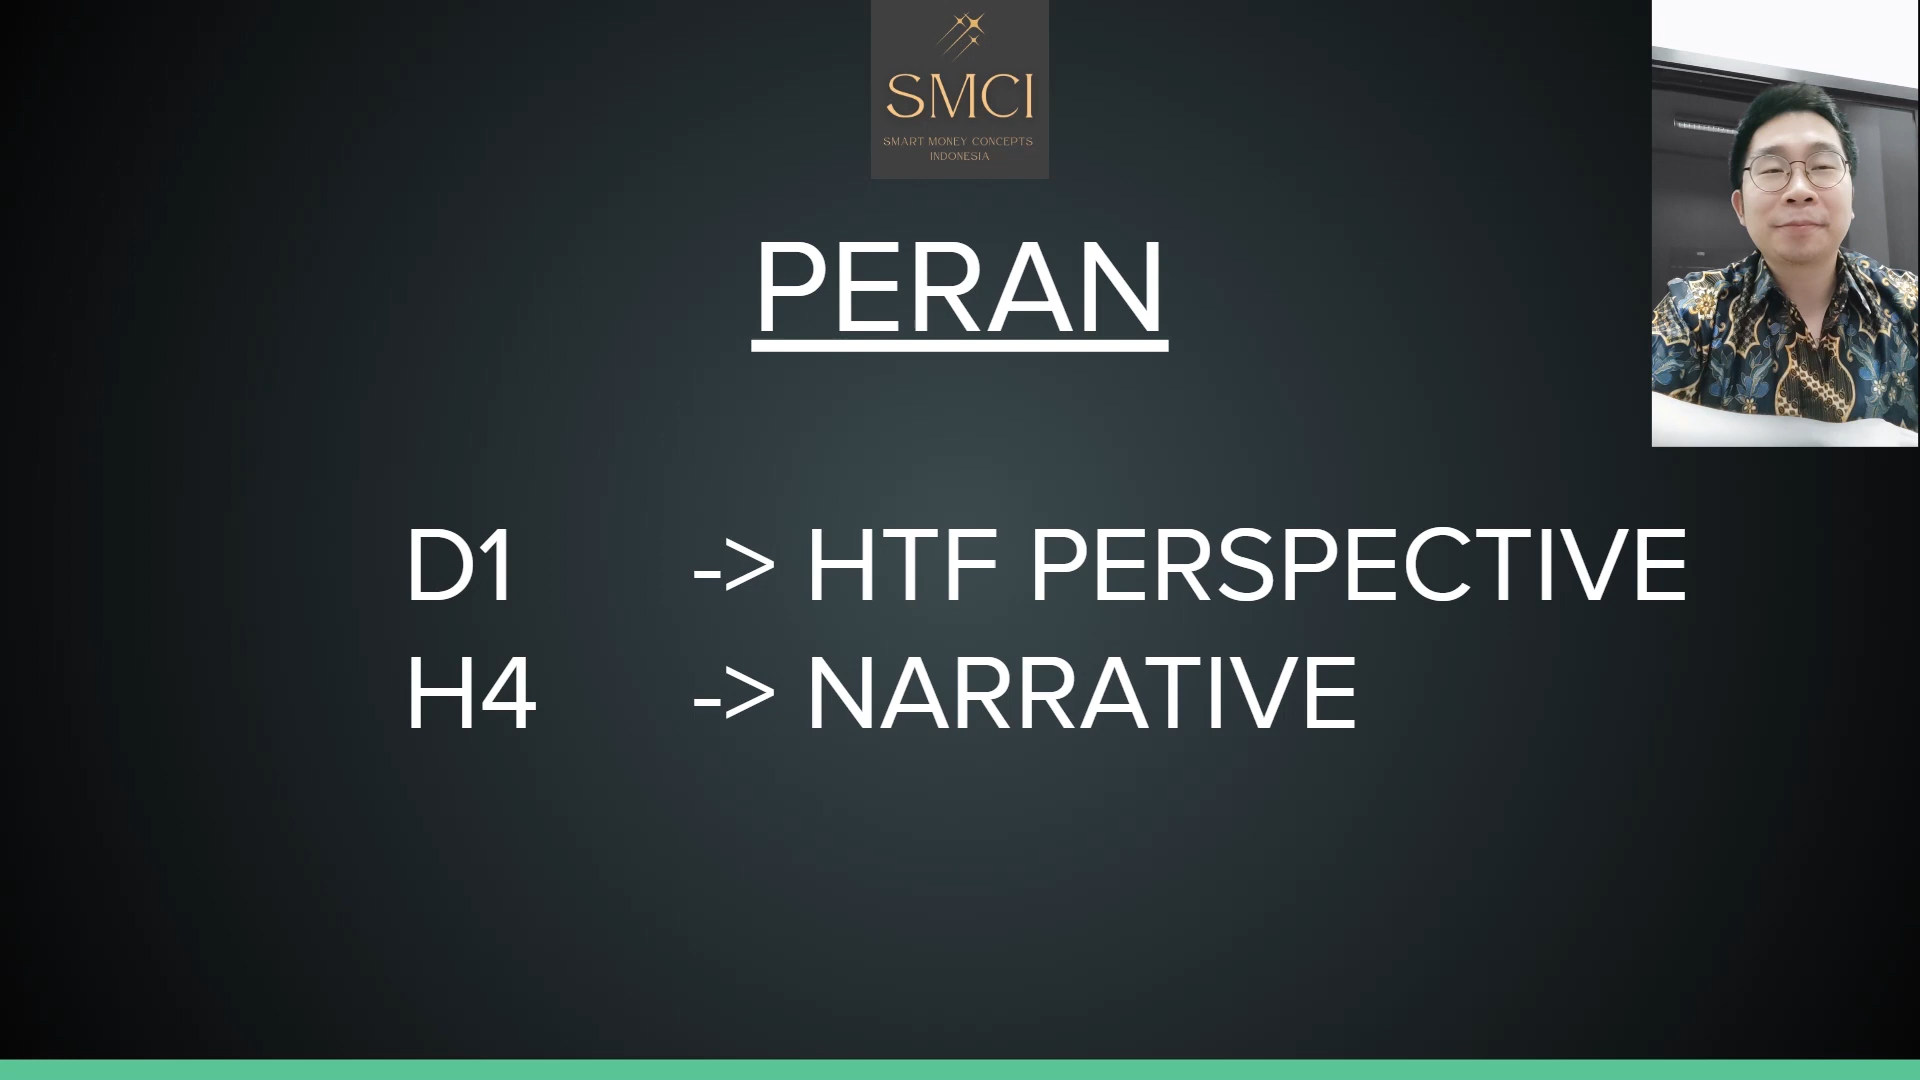 SMCI
SMART MONEY CONCEPTS
INDONESIA
PERAN
D1 -> HTF PERSPECTIVE
H4 -> NARRATIVE